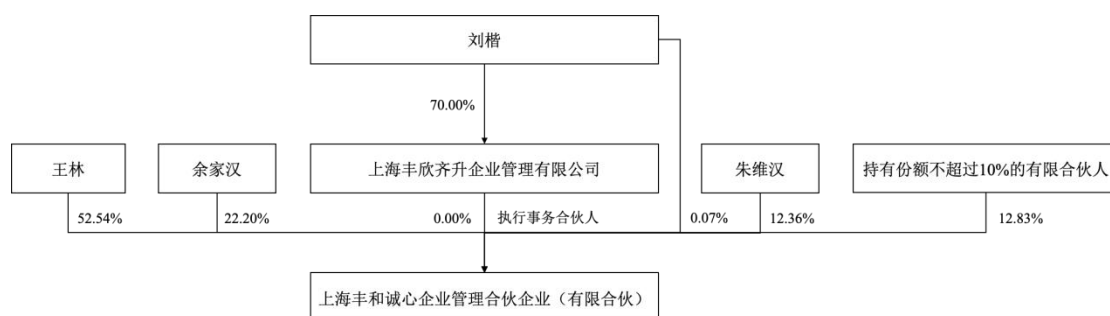 刘楷
70.00%
王林
余家汉
上海丰欣齐升企业管理有限公司
朱维汉
持有份额不超过10%的有限合伙人
52.54%
22.20%
0.00%
执行事务合伙人
0.07%
12.36%
12.83%
上海丰和诚心企业管理合伙企业（有限合伙）